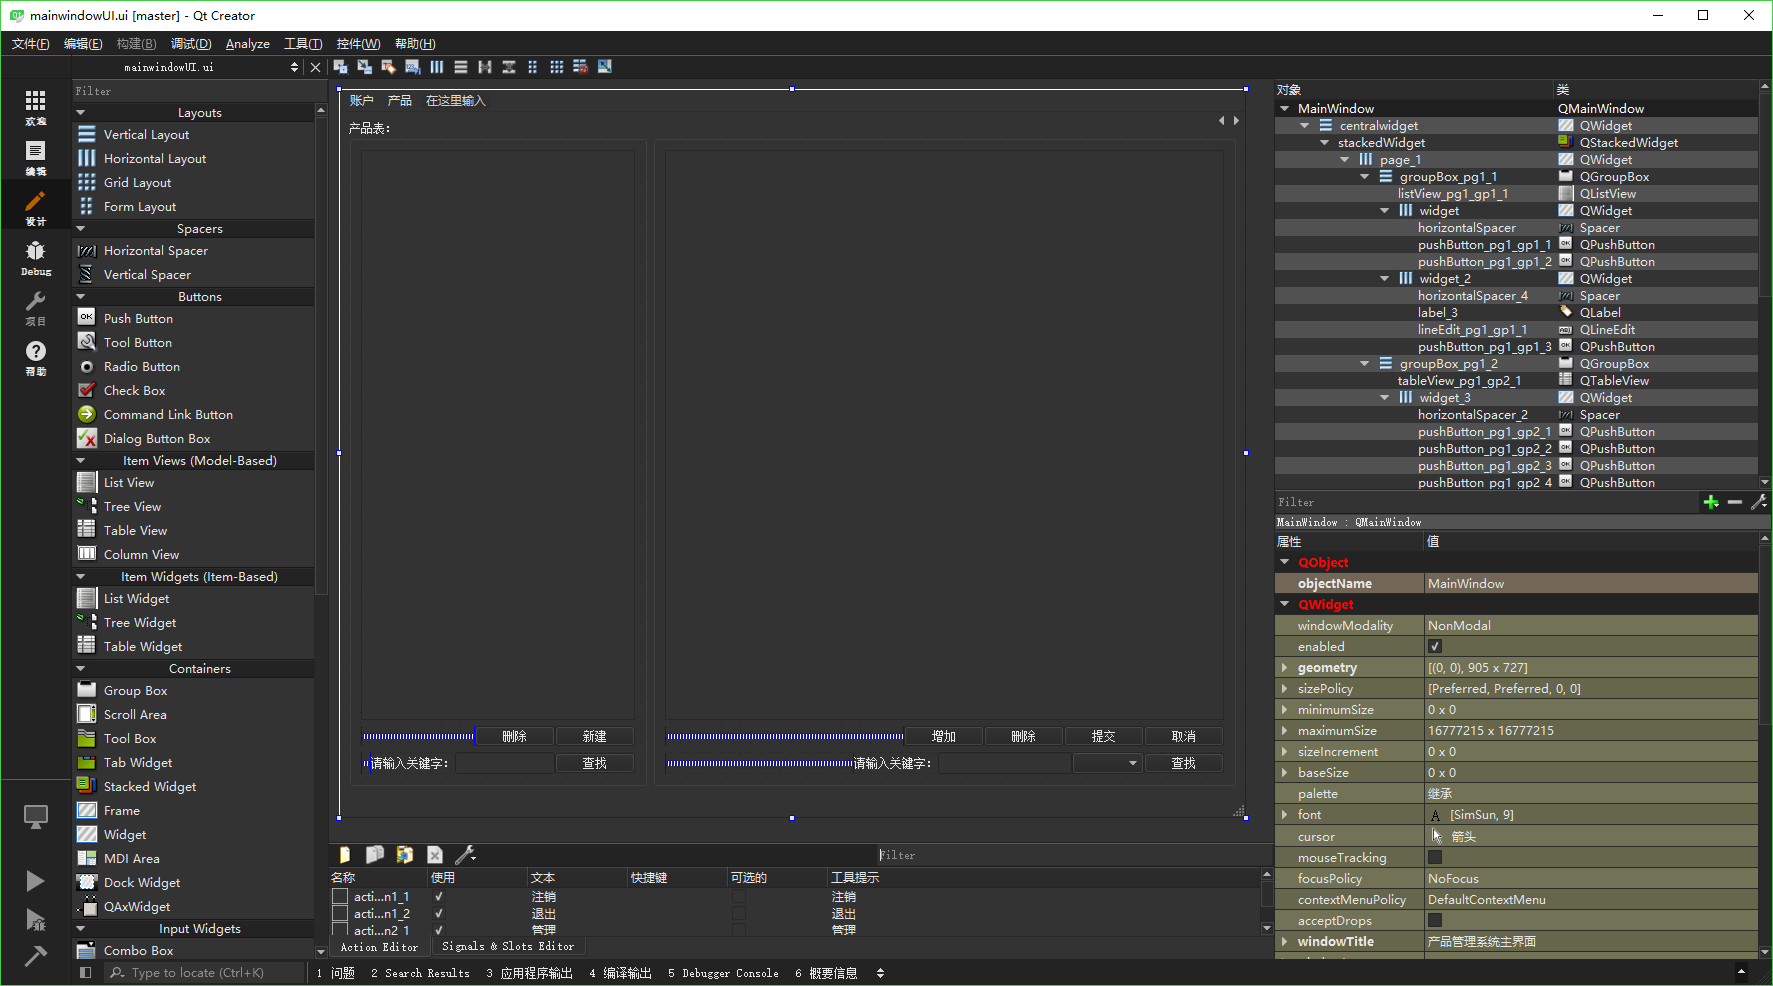 mainwindowUI.ui [master] - Qt Creator
文件(F) 编辑(E) 构建(B) 调试(D) Analyze 工具(T) 控件(W) 帮助(H)
mainwindowUI.ui
欢迎
编辑
设计
Debug
项目
帮助
Filter
Layouts
Vertical Layout
Horizontal Layout
Grid Layout
Form Layout
Spacers
Horizontal Spacer
Vertical Spacer
Buttons
Push Button
Tool Button
Radio Button
Check Box
Command Link Button
Dialog Button Box
Item Views (Model-Based)
List View
Tree View
Table View
Column View
Item Widgets (Item-Based)
List Widget
Tree Widget
Table Widget
Containers
Group Box
Scroll Area
Tool Box
Tab Widget
Stacked Widget
Frame
Widget
MDI Area
Dock Widget
QAxWidget
Input Widgets
Combo Box
账户 产品 在这里输入
产品表:
删除 新建
请输入关键字: 查找
增加 删除 提交 取消
请输入关键字: 查找
Filter
名称 使用 文本 快捷键 可选的 工具提示
acti...n1_1 注销 注销
acti...n1_2 退出 退出
acti...n2_1 管理 管理
Action Editor Signals & Slots Editor
对象 类
MainWindow QMainWindow
centralwidget QWidget
stackedWidget QStackedWidget
page_1 QWidget
groupBox_pg1_1 QGroupBox
listView_pg1_gp1_1 QListView
widget QWidget
horizontalSpacer Spacer
pushButton_pg1_gp1_1 QPushButton
pushButton_pg1_gp1_2 QPushButton
widget_2 QWidget
horizontalSpacer_4 Spacer
label_3 QLabel
lineEdit_pg1_gp1_1 QLineEdit
pushButton_pg1_gp1_3 QPushButton
groupBox_pg1_2 QGroupBox
tableView_pg1_gp2_1 QTableView
widget_3 QWidget
horizontalSpacer_2 Spacer
pushButton_pg1_gp2_1 QPushButton
pushButton_pg1_gp2_2 QPushButton
pushButton_pg1_gp2_3 QPushButton
pushButton_pg1_gp2_4 QPushButton
Filter
MainWindow : QMainWindow
属性 值
QObject
objectName MainWindow
QWidget
windowModality NonModal
enabled
geometry [(0, 0), 905 x 727]
sizePolicy [Preferred, Preferred, 0, 0]
minimumSize 0 x 0
maximumSize 16777215 x 16777215
sizeIncrement 0 x 0
baseSize 0 x 0
palette 继承
font A [SimSun, 9]
cursor 箭头
mouseTracking
focusPolicy NoFocus
contextMenuPolicy DefaultContextMenu
acceptDrops
windowTitle 产品管理系统主界面
Type to locate (Ctrl+K) 1 问题 2 Search Results 3 应用程序输出 4 编译输出 5 Debugger Console 6 概要信息